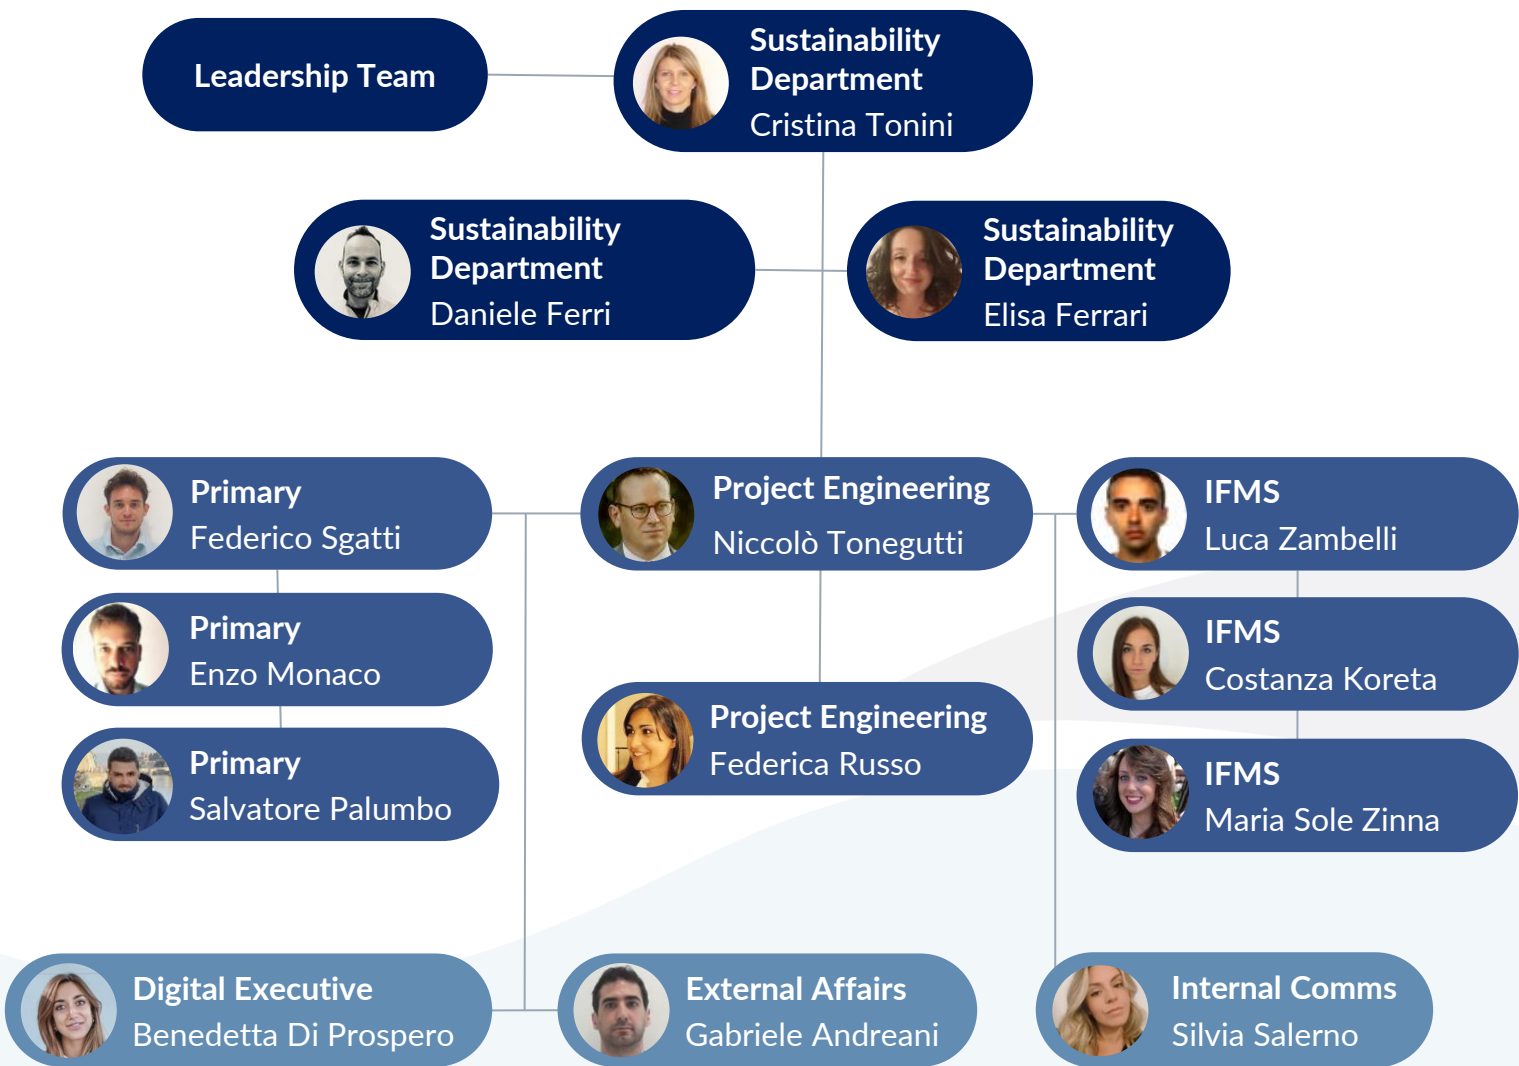 Leadership Team
Sustainability
Department
Cristina Tonini
Sustainability
Department
Daniele Ferri
Sustainability
Department
Elisa Ferrari
Primary
Federico Sgatti
Project Engineering
Niccolò Tonegutti
IFMS
Luca Zambelli
Primary
Enzo Monaco
IFMS
Costanza Koreta
Primary
Salvatore Palumbo
Project Engineering
Federica Russo
IFMS
Maria Sole Zinna
Digital Executive
Benedetta Di Prospero
External Affairs
Gabriele Andreani
Internal Comms
Silvia Salerno